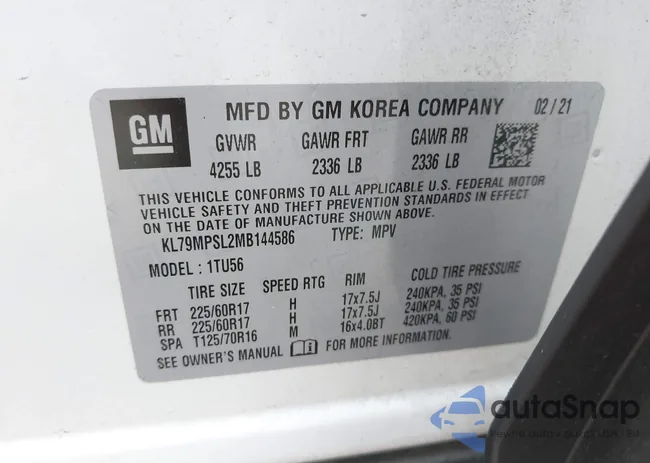 GM
MFD BY GM KOREA COMPANY 02/21
GVWR GAWR FRT GAWR RR
4255 LB 2336 LB 2336 LB
THIS VEHICLE CONFORMS TO ALL APPLICABLE U.S. FEDERAL MOTOR
VEHICLE SAFETY AND THEFT PREVENTION STANDARDS IN EFFECT
ON THE DATE OF MANUFACTURE SHOWN ABOVE.
KL79MPSL2MB144586 TYPE: MPV
MODEL: 1TU56
TIRE SIZE SPEED RTG RIM COLD TIRE PRESSURE
FRT 225/60R17 H 17x7.5J 240KPA, 35 PSI
RR 225/60R17 H 17x7.5J 240KPA, 35 PSI
SPA T125/70R16 M 16x4.0BT 420KPA, 60 PSI
SEE OWNER'S MANUAL FOR MORE INFORMATION
autoSnap